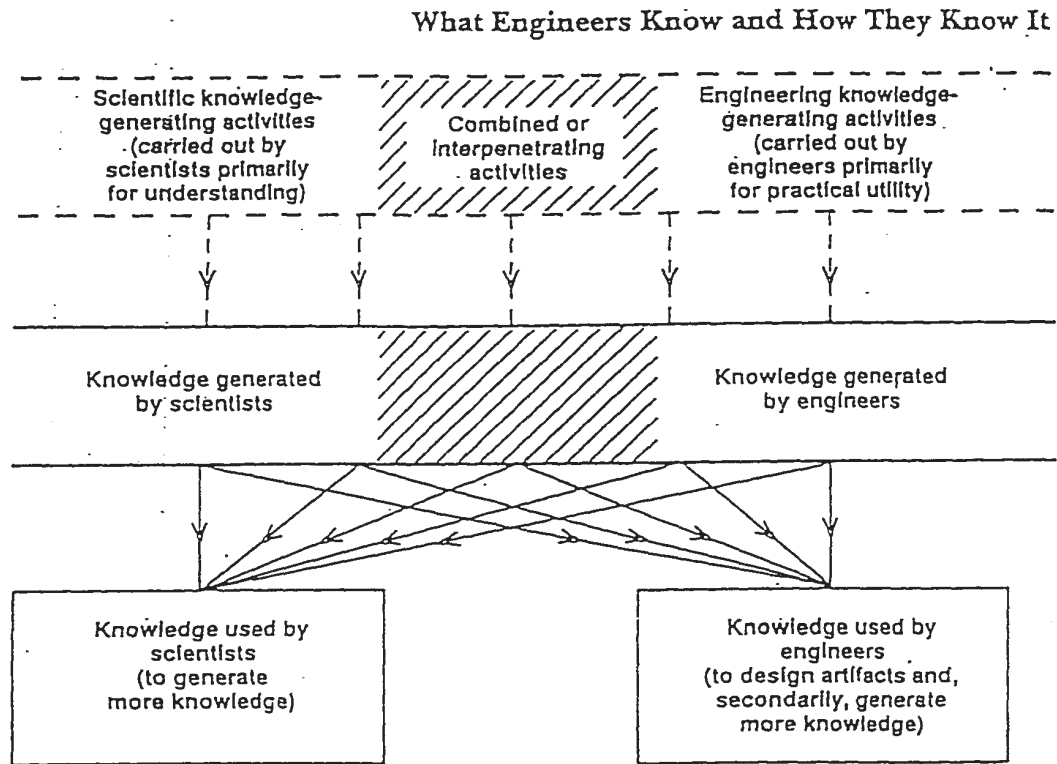 What Engineers Know and How They Know It
Scientific knowledge-
generating activities
(carried out by
scientists primarily
for understanding)
Combined or
interpenetrating
activities
Engineering knowledge-
generating activities
(carried out by
engineers primarily
for practical utility)
Knowledge generated
by scientists
Knowledge generated
by engineers
Knowledge used by
scientists
(to generate
more knowledge)
Knowledge used by
engineers
(to design artifacts and,
secondarily, generate
more knowledge)